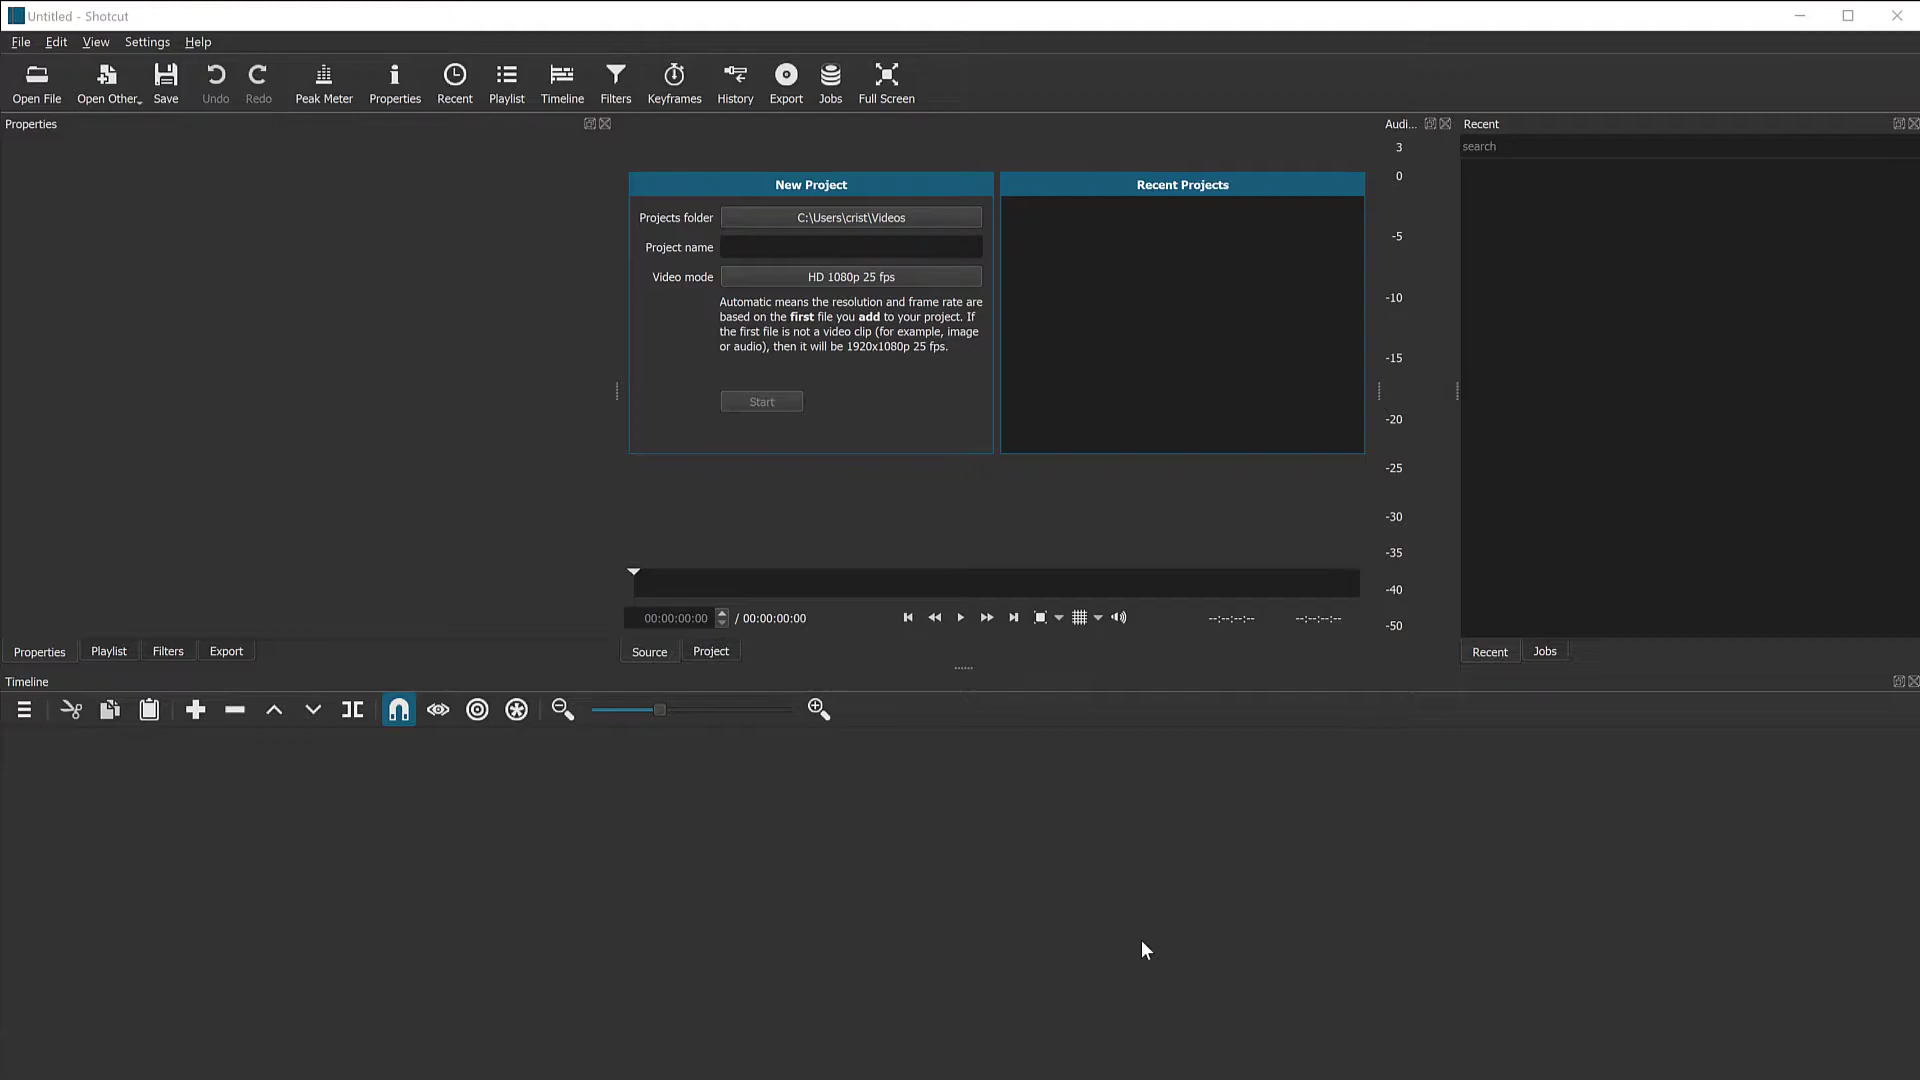 Untitled - Shotcut
File Edit View Settings Help
Open File Open Other... Save Undo Redo Peak Meter Properties Recent Playlist Timeline Filters Keyframes History Export Jobs Full Screen
Properties
Audi... Recent
search
New Project
Projects folder C:\Users\crist\Videos
Project name
Video mode HD 1080p 25 fps
Automatic means the resolution and frame rate are
based on the first file you add to your project. If
the first file is not a video clip (for example, image
or audio), then it will be 1920x1080p 25 fps.
Start
Recent Projects
3
0
-5
-10
-15
-20
-25
-30
-35
-40
-50
00:00:00:00 / 00:00:00:00 --:--:--:-- --:--:--:--
Properties Playlist Filters Export
Source Project
Recent Jobs
Timeline